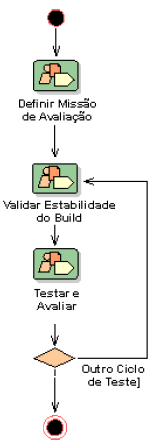 Definir Missão
de Avaliação
Validar Estabilidade
do Build
Testar e
Avaliar
Outro Ciclo
de Teste]